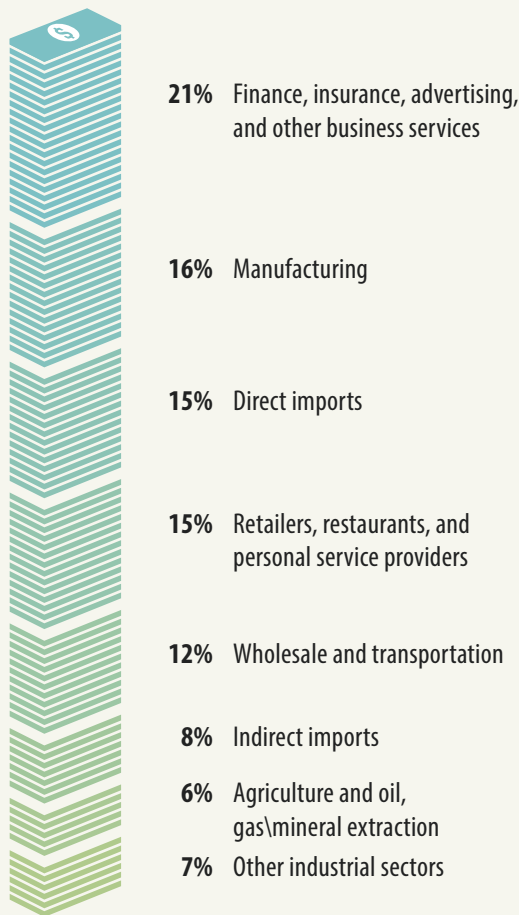 $
21% Finance, insurance, advertising,
and other business services
16% Manufacturing
15% Direct imports
15% Retailers, restaurants, and
personal service providers
12% Wholesale and transportation
8% Indirect imports
6% Agriculture and oil,
gas\mineral extraction
7% Other industrial sectors